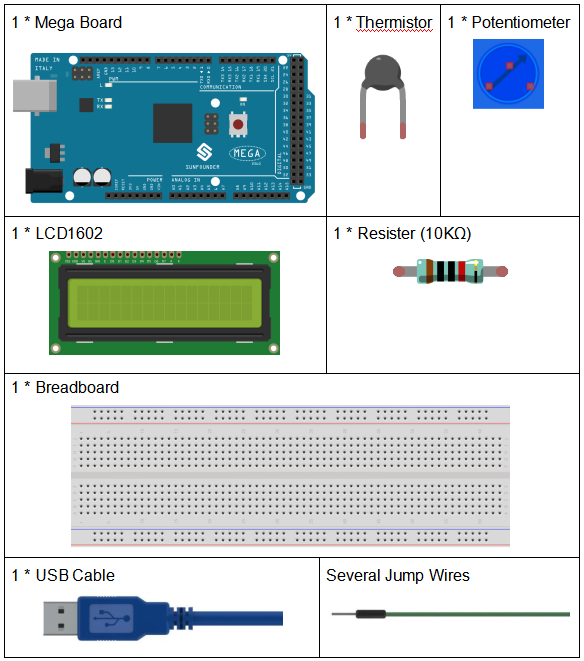 1 * Mega Board
1 * Thermistor
1 * Potentiometer
MADE IN
ITALY
PWM
L
TX
RX
COMMUNICATION
ON
SUNFOUNDER
MEGA
DIGITAL
POWER
ANALOG IN
1 * LCD1602
1 * Resister (10KΩ)
1 * Breadboard
1 * USB Cable
Several Jump Wires